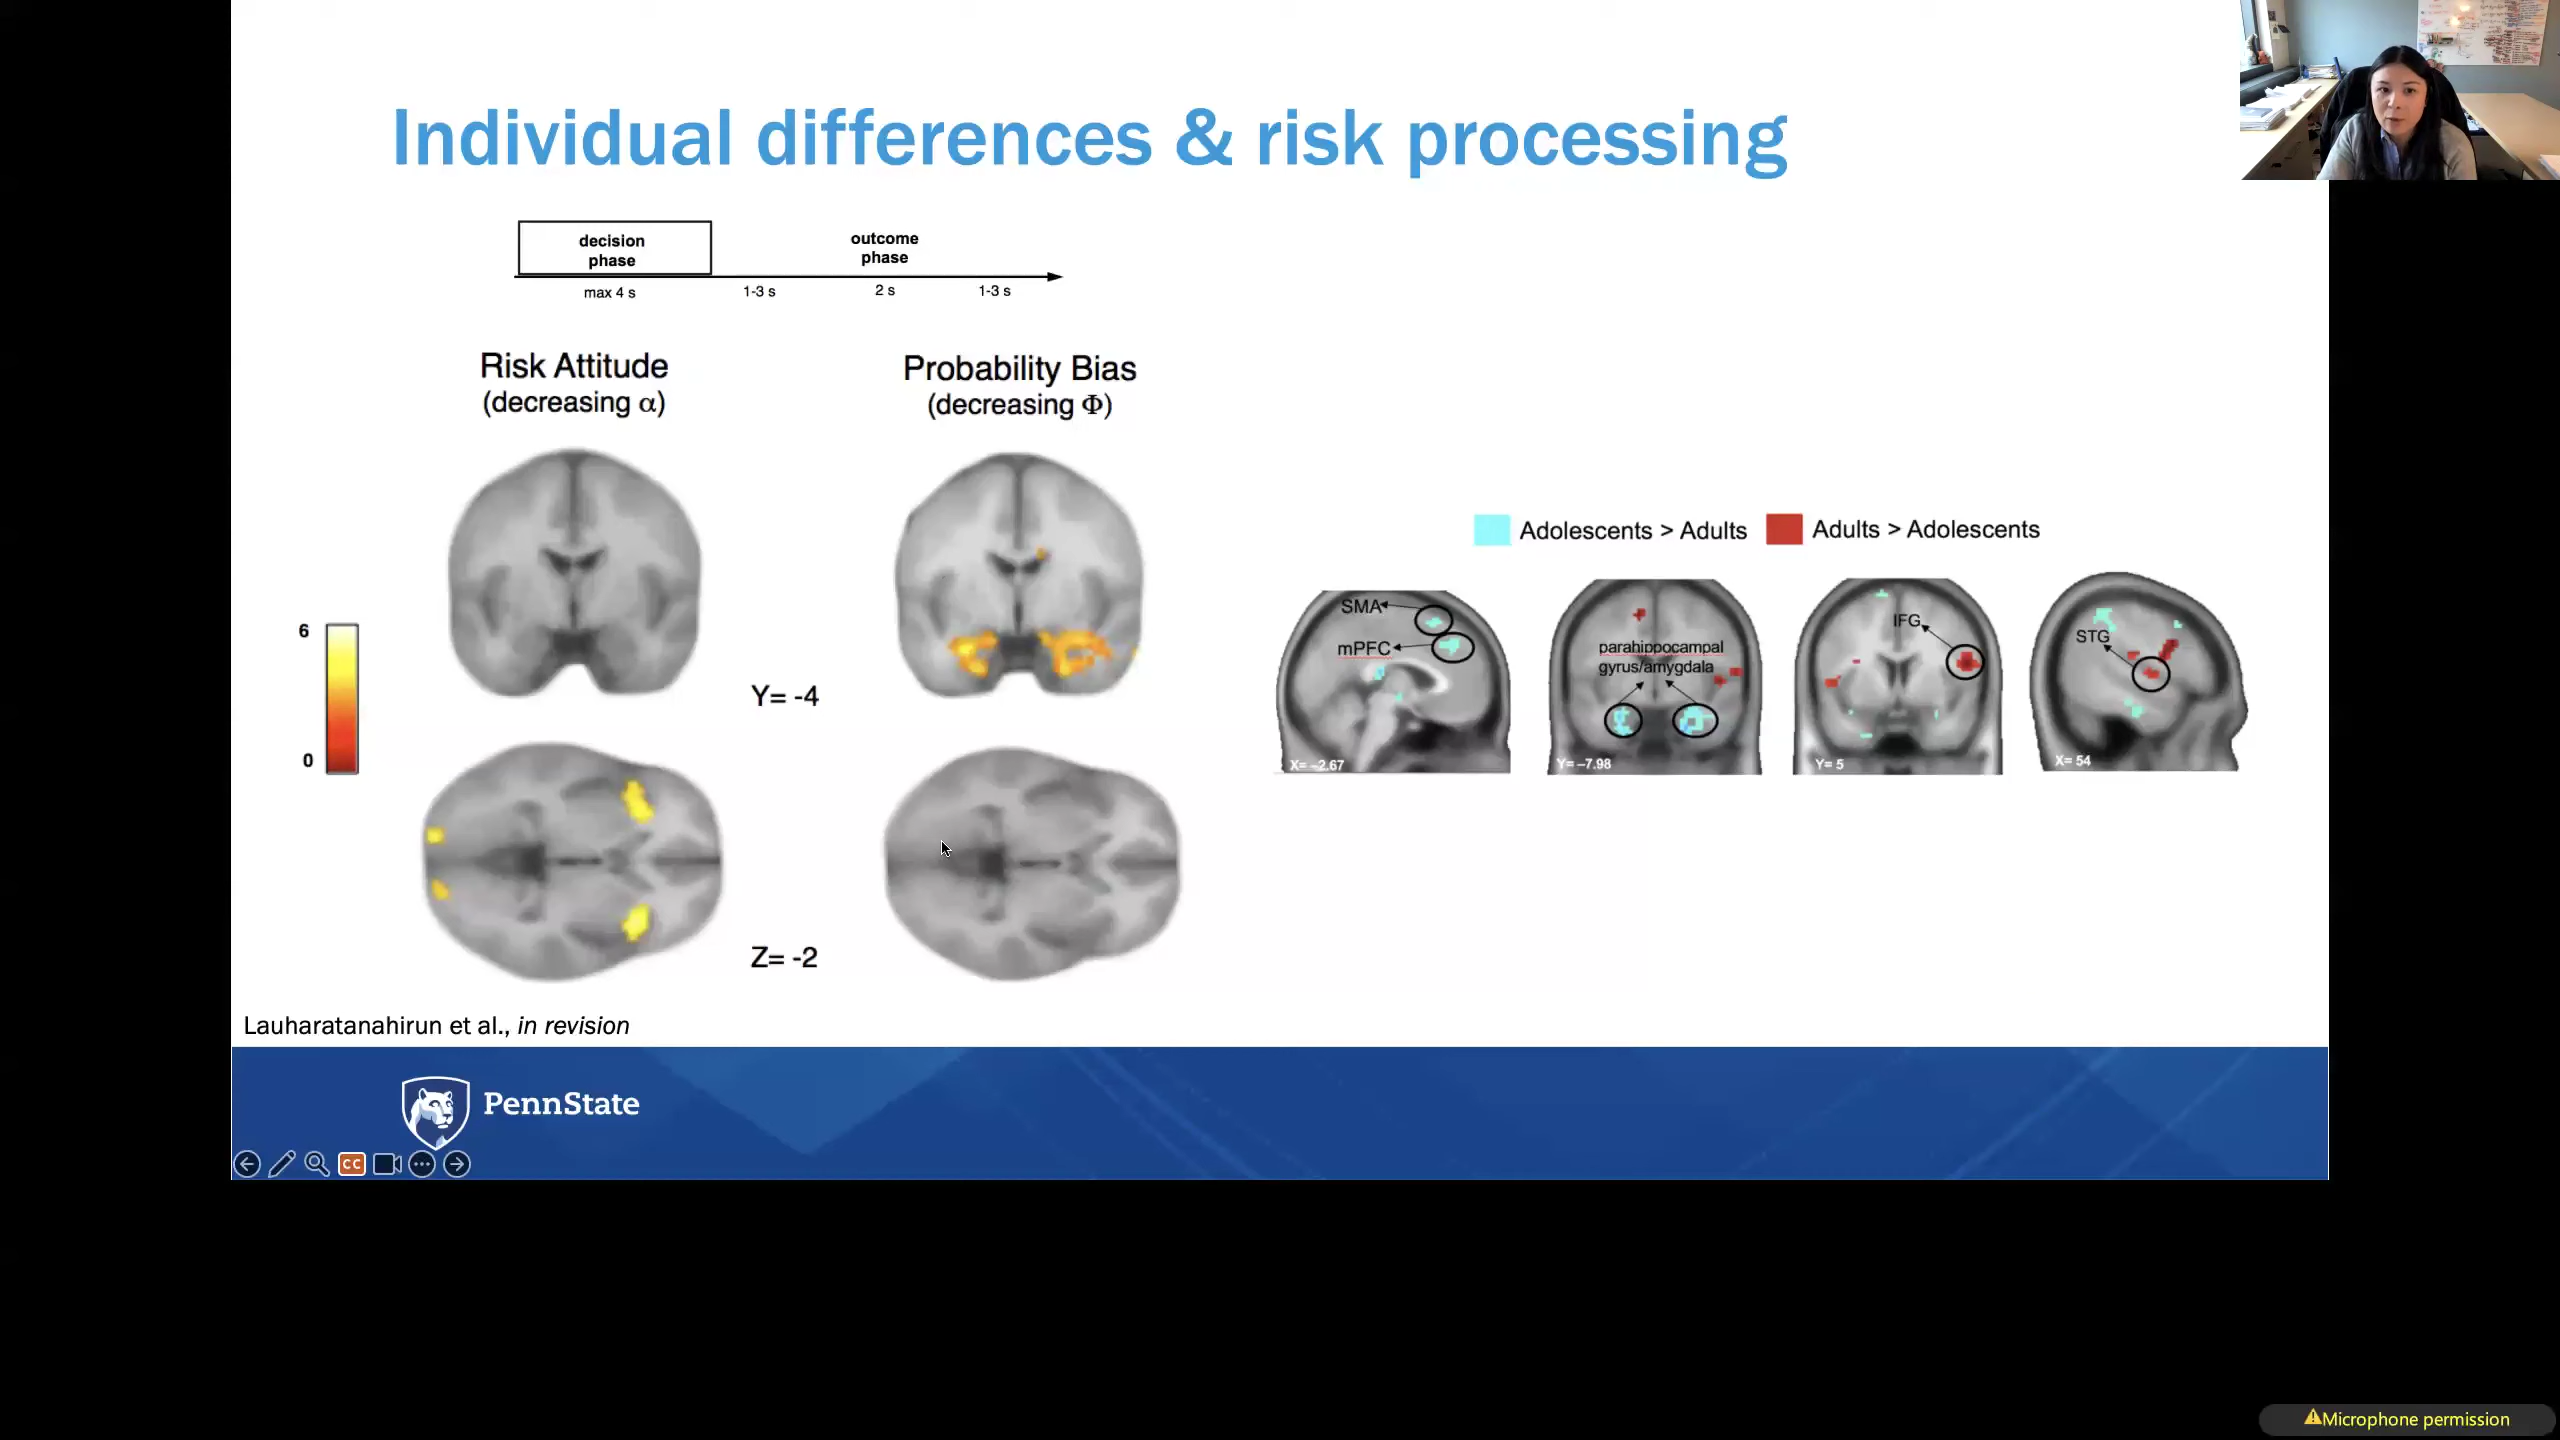 Individual differences & risk processing
decision
phase
outcome
phase
max 4 s
1-3 s
2 s
1-3 s
Risk Attitude
(decreasing α)
Probability Bias
(decreasing Φ)
6
0
Y= -4
Z= -2
Adolescents > Adults
Adults > Adolescents
SMA
mPFC
X= -2.67
parahippocampal
gyrus/amygdala
Y= -7.98
IFG
Y= 5
STG
X= 54
Lauharatanahirun et al., in revision
PennState
CC
Microphone permission